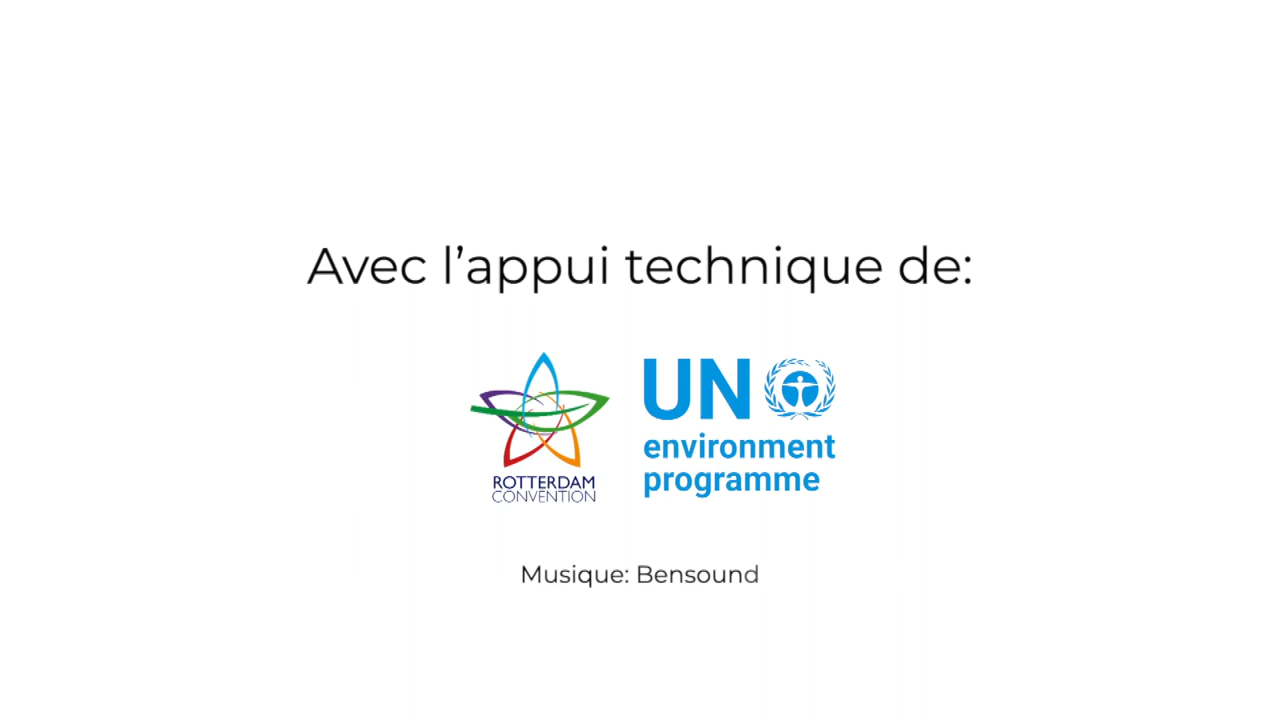 Avec l’appui technique de:
ROTTERDAM
CONVENTION
UN
environment
programme
Musique: Bensound